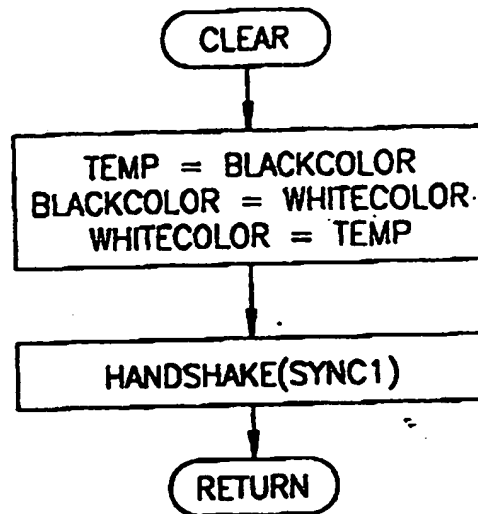 CLEAR
TEMP = BLACKCOLOR
BLACKCOLOR = WHITECOLOR
WHITECOLOR = TEMP
HANDSHAKE(SYNC1)
RETURN